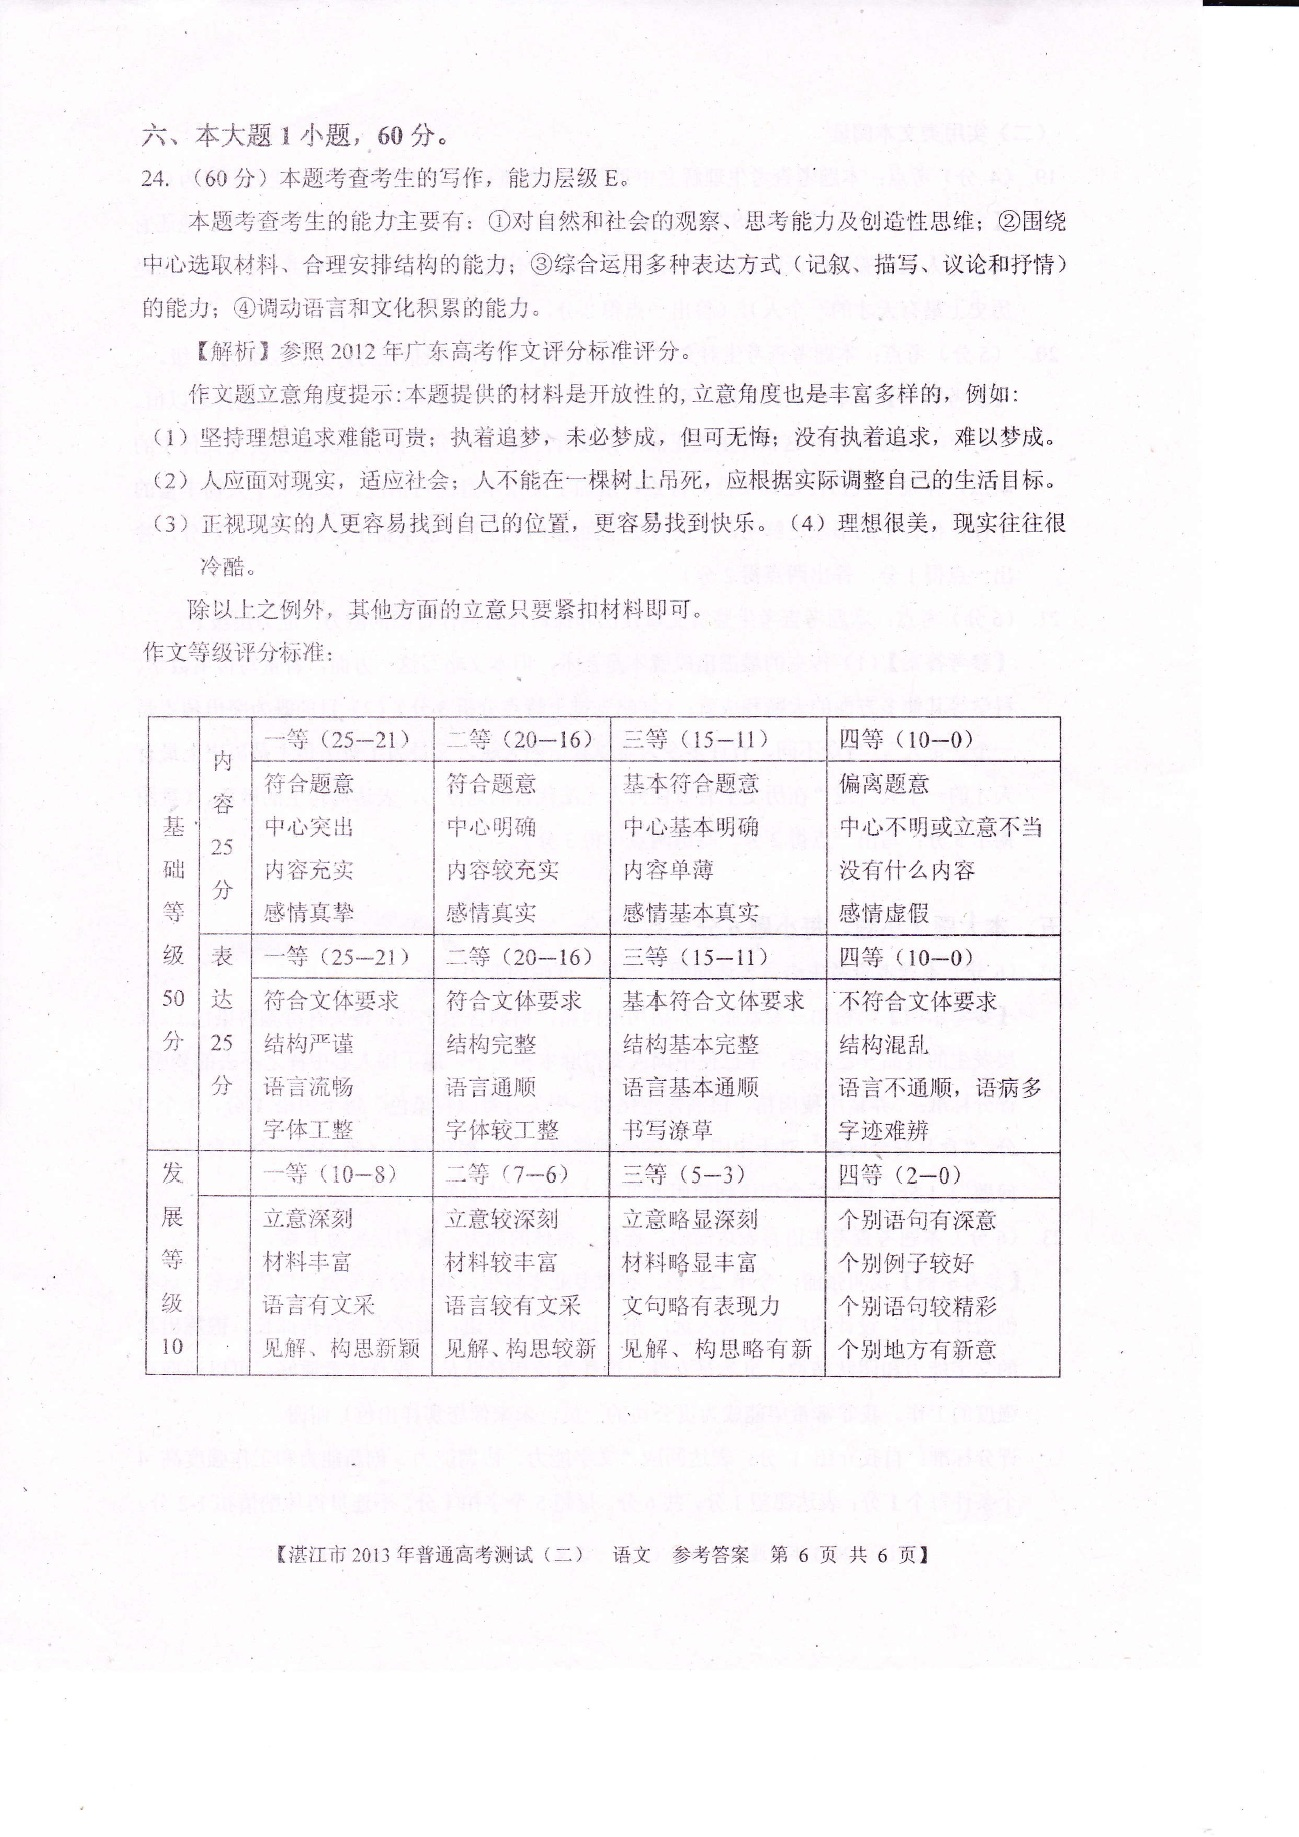 六、本大题 1 小题，60 分。
24. （60 分）本题考查考生的写作，能力层级 E。
本题考查考生的能力主要有：①对自然和社会的观察、思考能力及创造性思维；②围绕
中心选取材料、合理安排结构的能力；③综合运用多种表达方式（记叙、描写、议论和抒情）
的能力；④调动语言和文化积累的能力。
【解析】参照 2012 年广东高考作文评分标准评分。
作文题立意角度提示:本题提供的材料是开放性的,立意角度也是丰富多样的，例如:
（1）坚持理想追求难能可贵；执着追梦，未必梦成，但可无悔；没有执着追求，难以梦成。
（2）人应面对现实，适应社会；人不能在一棵树上吊死，应根据实际调整自己的生活目标。
（3）正视现实的人更容易找到自己的位置，更容易找到快乐。（4）理想很美，现实往往很
冷酷。
除以上之例外，其他方面的立意只要紧扣材料即可。
作文等级评分标准:
基础等级50分
内容25分
一等（25—21） 二等（20—16） 三等（15—11） 四等（10—0）
符合题意 符合题意 基本符合题意 偏离题意
中心突出 中心明确 中心基本明确 中心不明或立意不当
内容充实 内容较充实 内容单薄 没有什么内容
感情真挚 感情真实 感情基本真实 感情虚假
表达25分
一等（25—21） 二等（20—16） 三等（15—11） 四等（10—0）
符合文体要求 符合文体要求 基本符合文体要求 不符合文体要求
结构严谨 结构完整 结构基本完整 结构混乱
语言流畅 语言通顺 语言基本通顺 语言不通顺，语病多
字体工整 字体较工整 书写潦草 字迹难辨
发展等级10
一等（10—8） 二等（7—6） 三等（5—3） 四等（2—0）
立意深刻 立意较深刻 立意略显深刻 个别语句有深意
材料丰富 材料较丰富 材料略显丰富 个别例子较好
语言有文采 语言较有文采 文句略有表现力 个别语句较精彩
见解、构思新颖 见解、构思较新 见解、构思略有新 个别地方有新意
【湛江市 2013 年普通高考测试（二） 语文 参考答案 第 6 页 共 6 页】